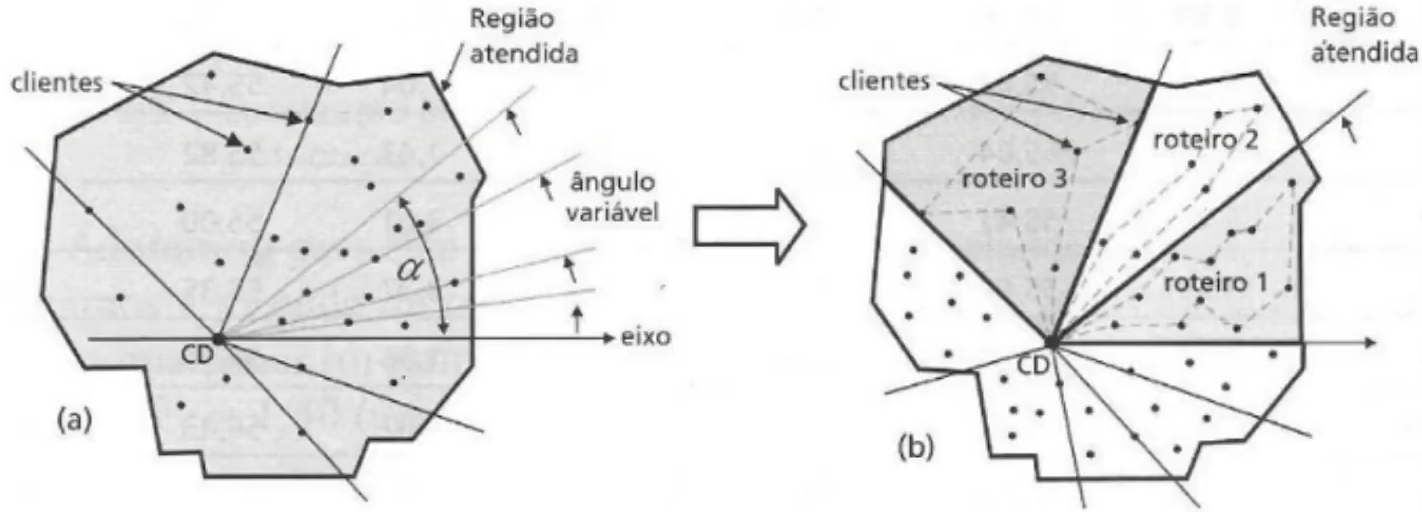 Região
atendida
clientes
ângulo
variável
α
eixo
CD
(a)
Região
atendida
clientes
roteiro 2
roteiro 3
roteiro 1
CD
(b)